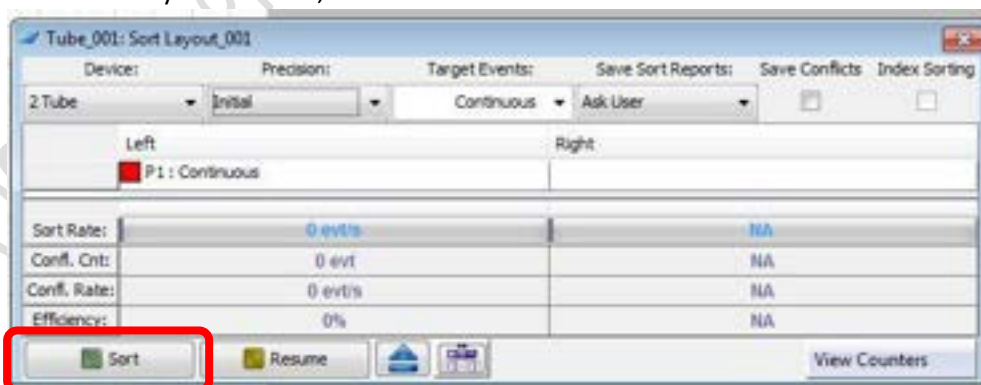 Tube_001: Sort Layout_001
Device: Precision: Target Events: Save Sort Reports: Save Conflicts Index Sorting
2 Tube Initial Continuous Ask User
Left Right
P1 : Continuous
Sort Rate: 0 evt/s NA
Confl. Cnt: 0 evt NA
Confl. Rate: 0 evt/s NA
Efficiency: 0% NA
Sort Resume View Counters